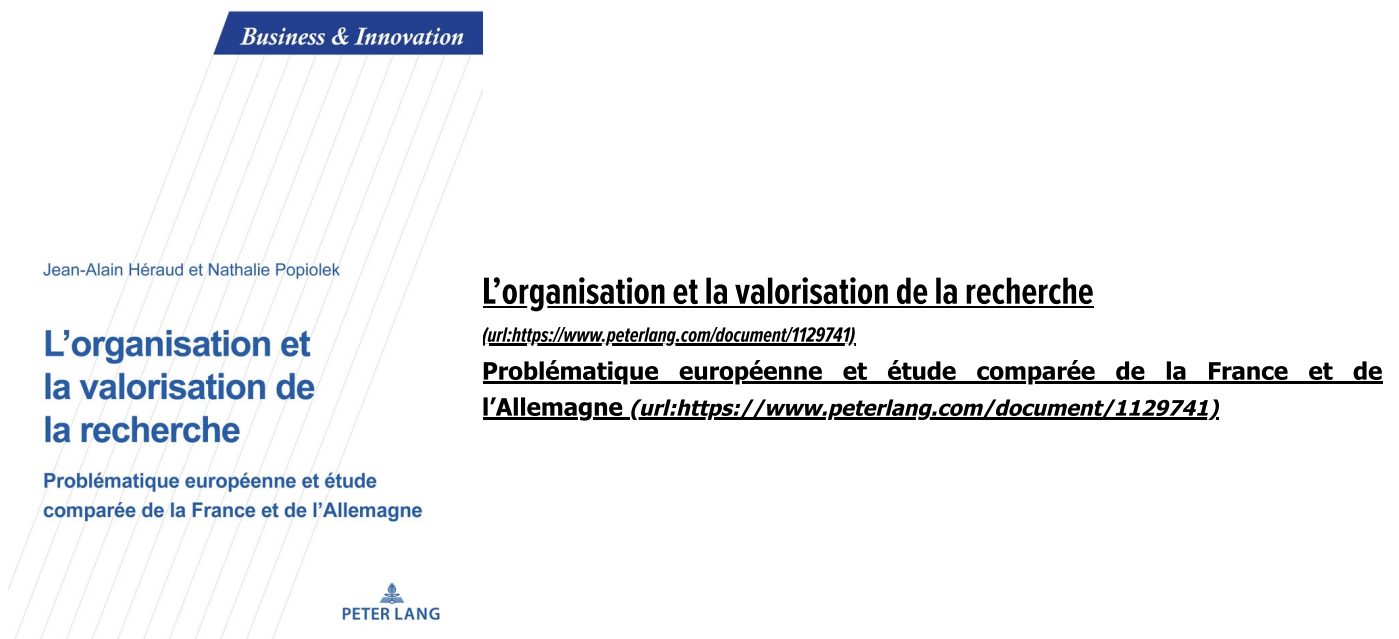 Business & Innovation
Jean-Alain Héraud et Nathalie Popiolek
L’organisation et
la valorisation de
la recherche
Problématique européenne et étude
comparée de la France et de l’Allemagne
PETER LANG
L’organisation et la valorisation de la recherche
(url:https://www.peterlang.com/document/1129741)
Problématique européenne et étude comparée de la France et de
l’Allemagne (url:https://www.peterlang.com/document/1129741)